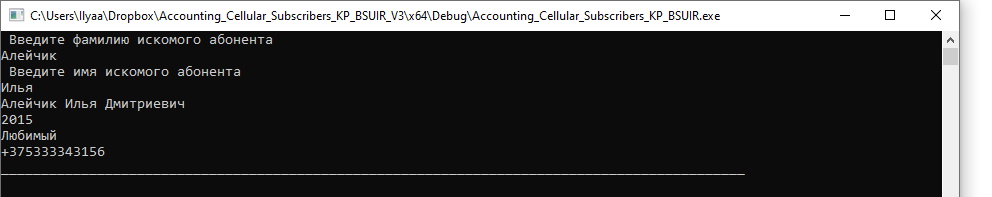 C:\Users\Ilyaa\Dropbox\Accounting_Cellular_Subscribers_KP_BSUIR_V3\x64\Debug\Accounting_Cellular_Subscribers_KP_BSUIR.exe
Введите фамилию искомого абонента
Алейчик
Введите имя искомого абонента
Илья
Алейчик Илья Дмитриевич
2015
Любимый
+375333343156